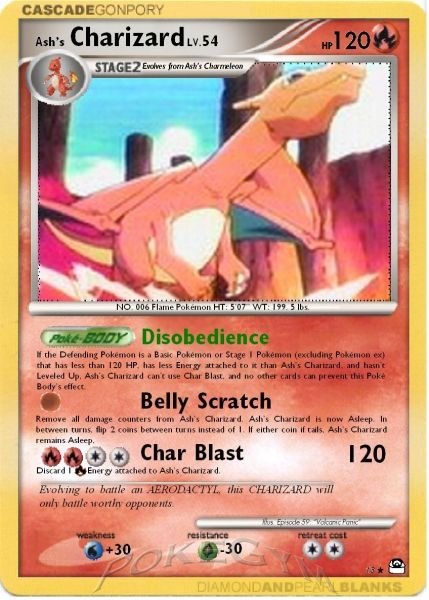 CASCADEGONPORY
Ash's Charizard LV.54 HP 120
STAGE2 Evolves from Ash's Charmeleon
NO. 006 Flame Pokémon HT: 5'07" WT: 199.5 lbs.
Poké-BODY Disobedience
If the Defending Pokémon is a Basic Pokémon or Stage 1 Pokémon (excluding Pokémon ex)
that has less than 120 HP, has less Energy attached to it than Ash's Charizard, and hasn't
Leveled Up, Ash's Charizard can't use Char Blast, and no other cards can prevent this Poké
Body's effect.
Belly Scratch
Remove all damage counters from Ash's Charizard. Ash's Charizard is now Asleep. In
between turns, flip 2 coins between turns instead of 1. If either coin if tails, Ash's Charizard
remains Asleep.
Char Blast 120
Discard 1 Energy attached to Ash's Charizard.
Evolving to battle an AERODACTYL, this CHARIZARD will
only battle worthy opponents.
Illus. Episode 59: "Volcanic Panic"
weakness resistance retreat cost
+30 -30
POKEGYM
DIAMONDANDPEARLBLANKS